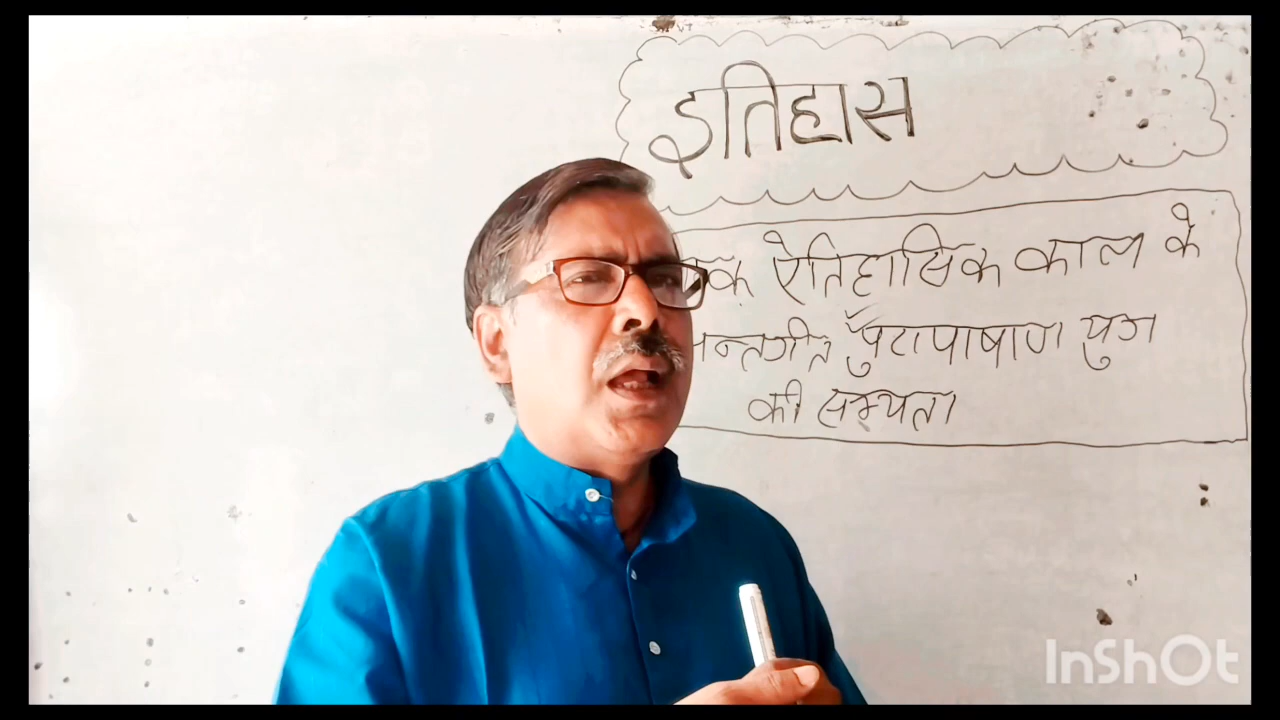 इतिहास
ऐतिहासिक काल के
पुरापाषाण युग
की सभ्यता
InShOt